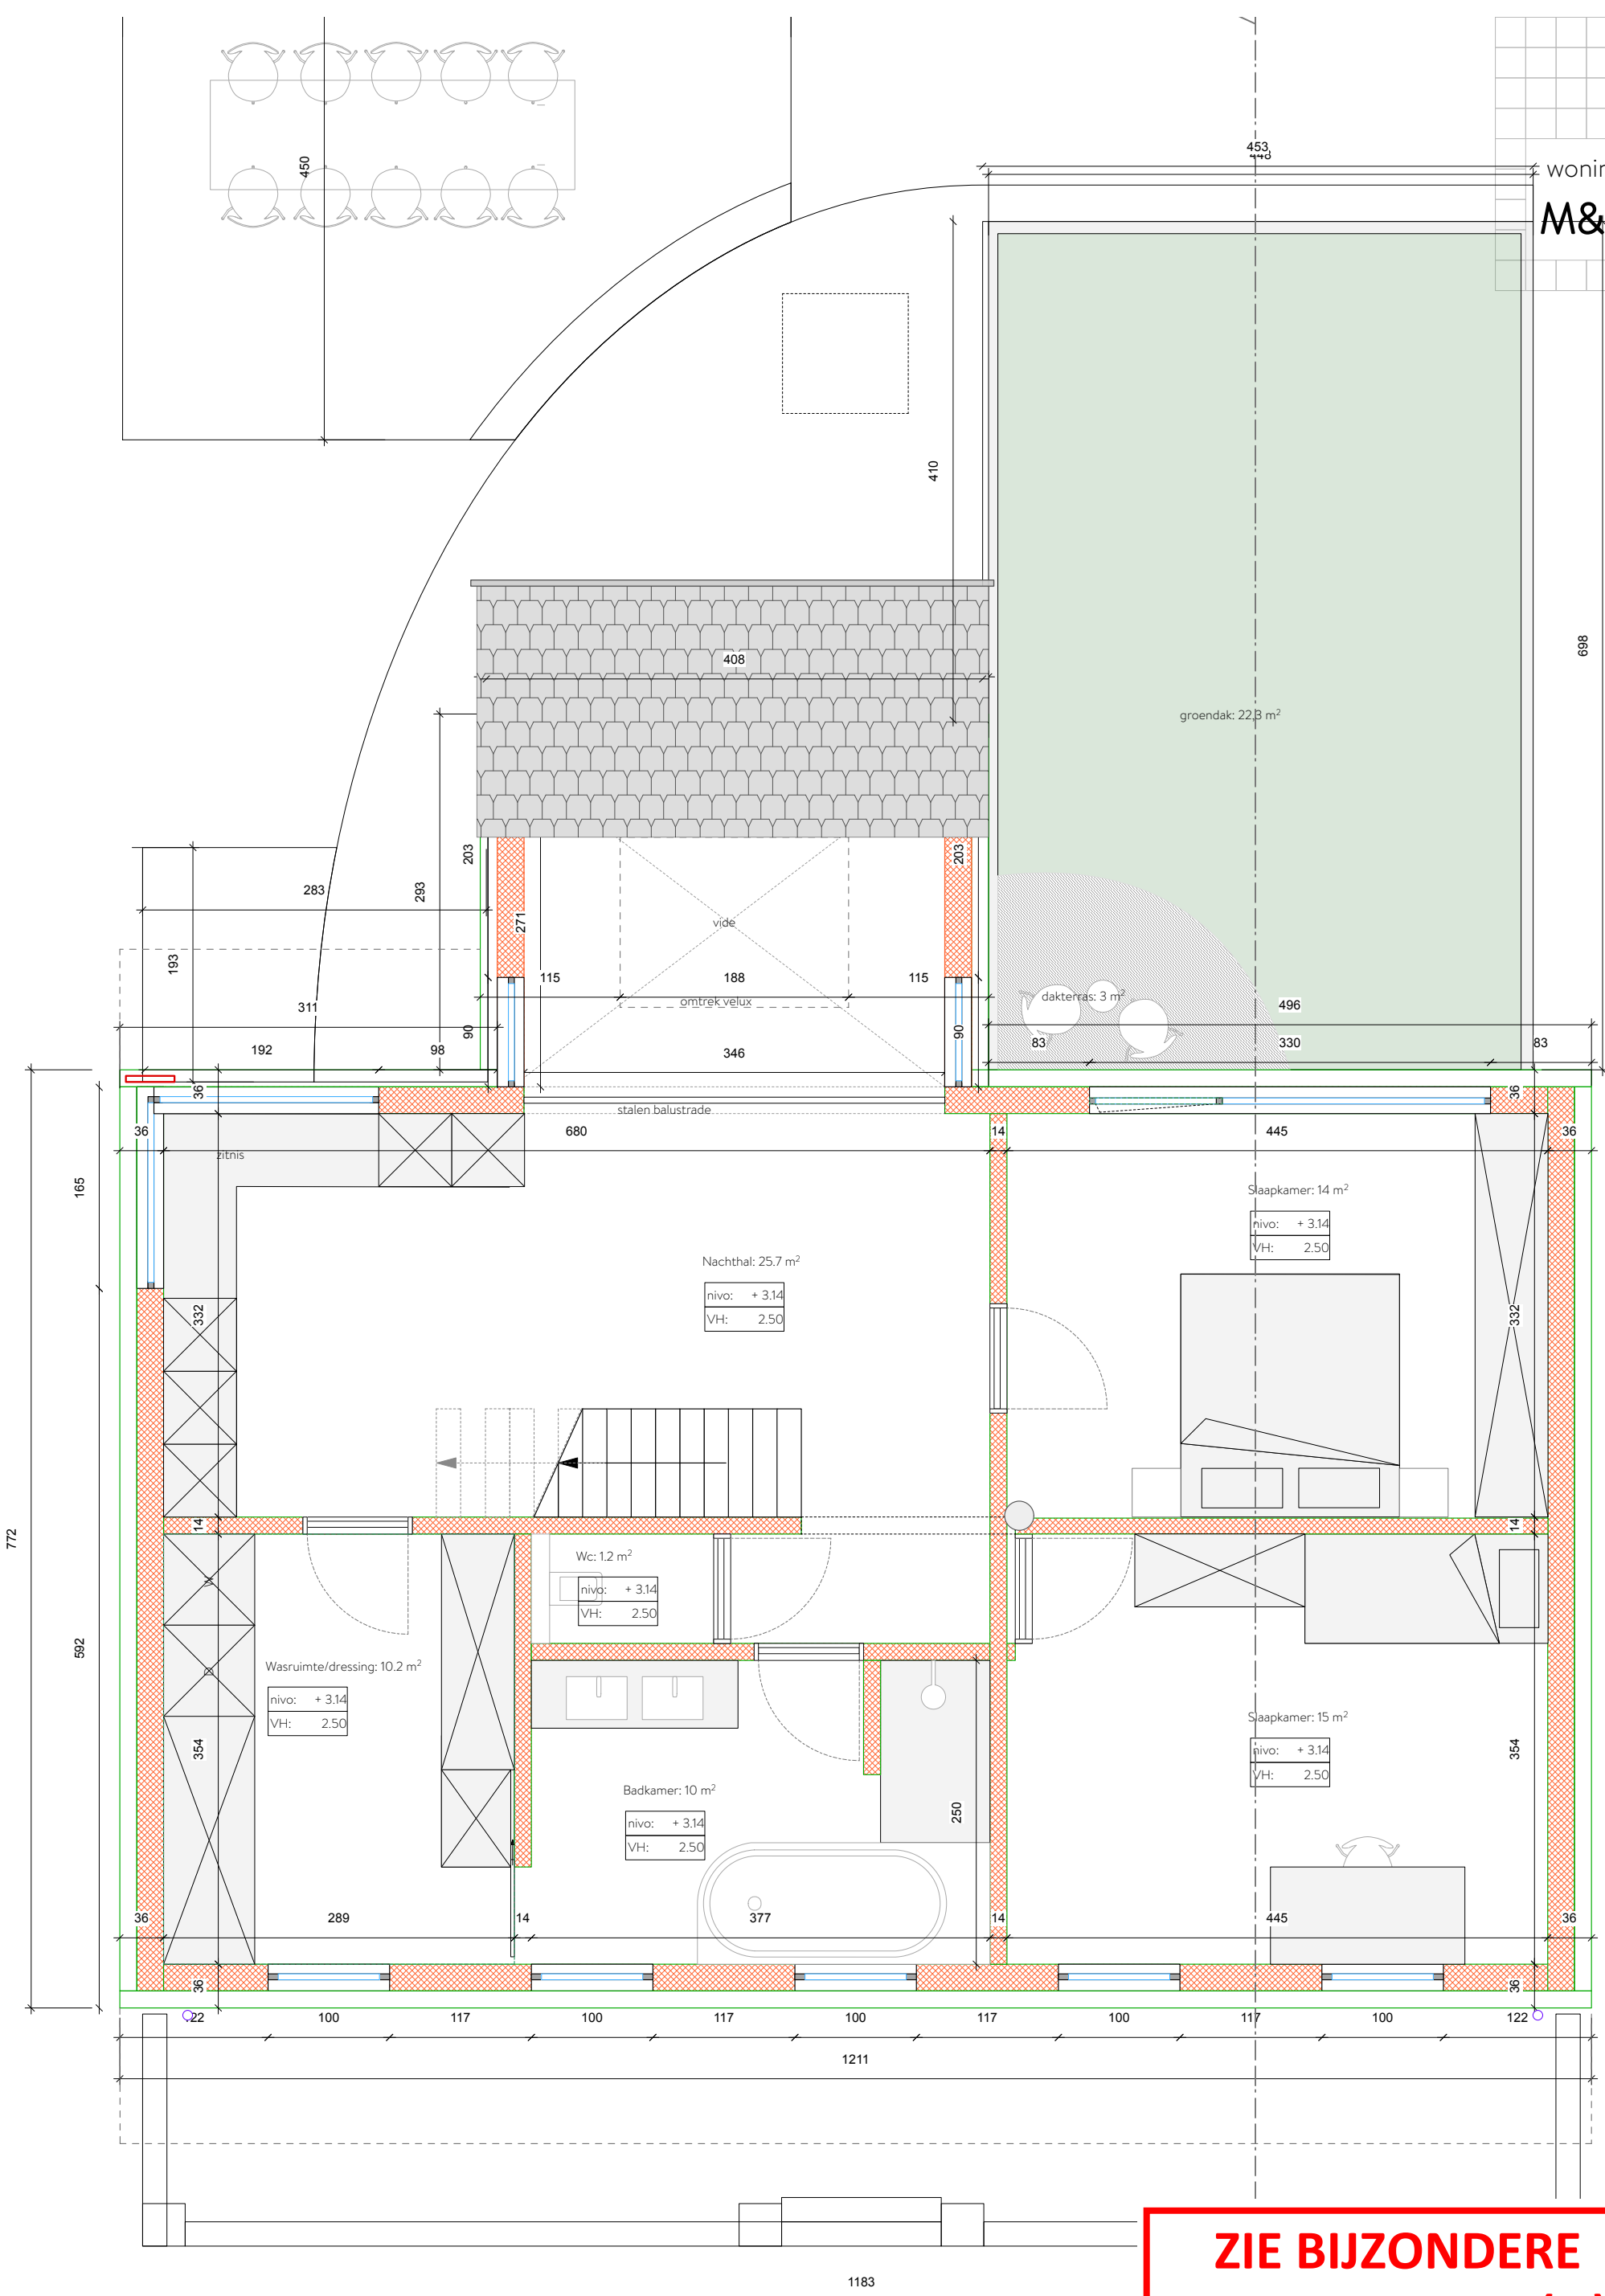 450
453
448
wonin
M&
410
698
408
groendak: 22,3 m²
203
203
283
293
271
vide
193
115
188
115
omtrek velux
dakterras: 3 m²
311
496
90
90
192
98
346
83
330
83
36
stalen balustrade
36
36
680
14
445
36
zitnis
165
Slaapkamer: 14 m²
nivo: + 3.14
VH: 2.50
Nachthal: 25.7 m²
nivo: + 3.14
VH: 2.50
332
332
772
14
14
Wc: 1.2 m²
nivo: + 3.14
VH: 2.50
592
Wasruimte/dressing: 10.2 m²
nivo: + 3.14
VH: 2.50
Slaapkamer: 15 m²
nivo: + 3.14
VH: 2.50
354
354
Badkamer: 10 m²
nivo: + 3.14
VH: 2.50
250
36
289
14
377
14
445
36
36
36
122
100
117
100
117
100
117
100
117
100
122
1211
ZIE BIJZONDERE
1183